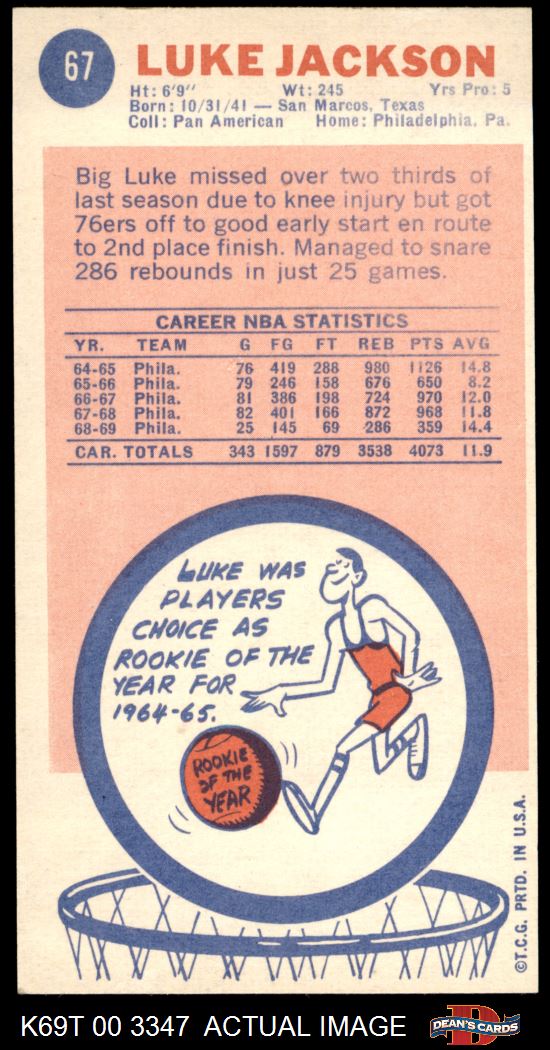 67
LUKE JACKSON
Ht: 6'9" Wt: 245 Yrs Pro: 5
Born: 10/31/41 — San Marcos, Texas
Coll: Pan American Home: Philadelphia, Pa.
Big Luke missed over two thirds of
last season due to knee injury but got
76ers off to good early start en route
to 2nd place finish. Managed to snare
286 rebounds in just 25 games.
CAREER NBA STATISTICS
YR. TEAM G FG FT REB PTS AVG
64-65 Phila. 76 419 288 980 1126 14.8
65-66 Phila. 79 246 158 676 650 8.2
66-67 Phila. 81 386 198 724 970 12.0
67-68 Phila. 82 401 166 872 968 11.8
68-69 Phila. 25 145 69 286 359 14.4
CAR. TOTALS 343 1597 879 3538 4073 11.9
LUKE WAS
PLAYERS
CHOICE AS
ROOKIE OF THE
YEAR FOR
1964-65.
ROOKIE
OF THE
YEAR
©T.C.G. PRTD. IN U.S.A.
K69T 00 3347 ACTUAL IMAGE
D
DEAN'S CARDS